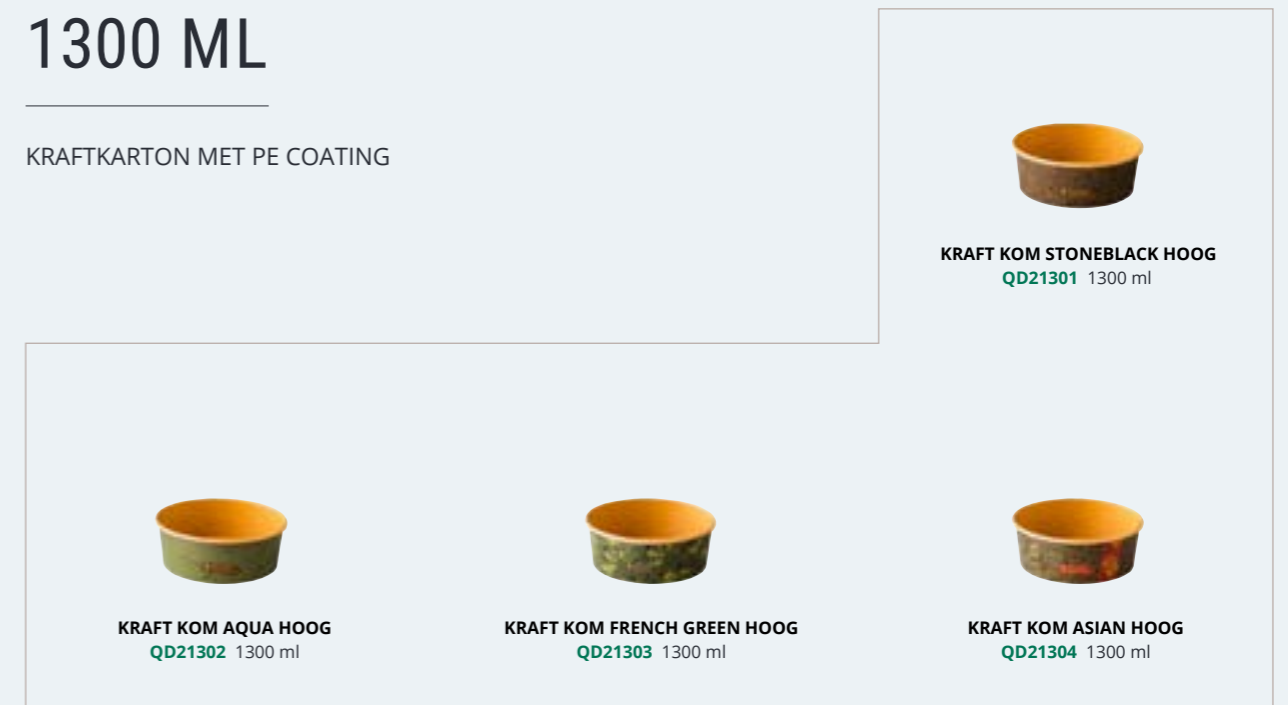 1300 ML
KRAFTKARTON MET PE COATING
KRAFT KOM STONEBLACK HOOG
QD21301 1300 ml
KRAFT KOM AQUA HOOG
QD21302 1300 ml
KRAFT KOM FRENCH GREEN HOOG
QD21303 1300 ml
KRAFT KOM ASIAN HOOG
QD21304 1300 ml